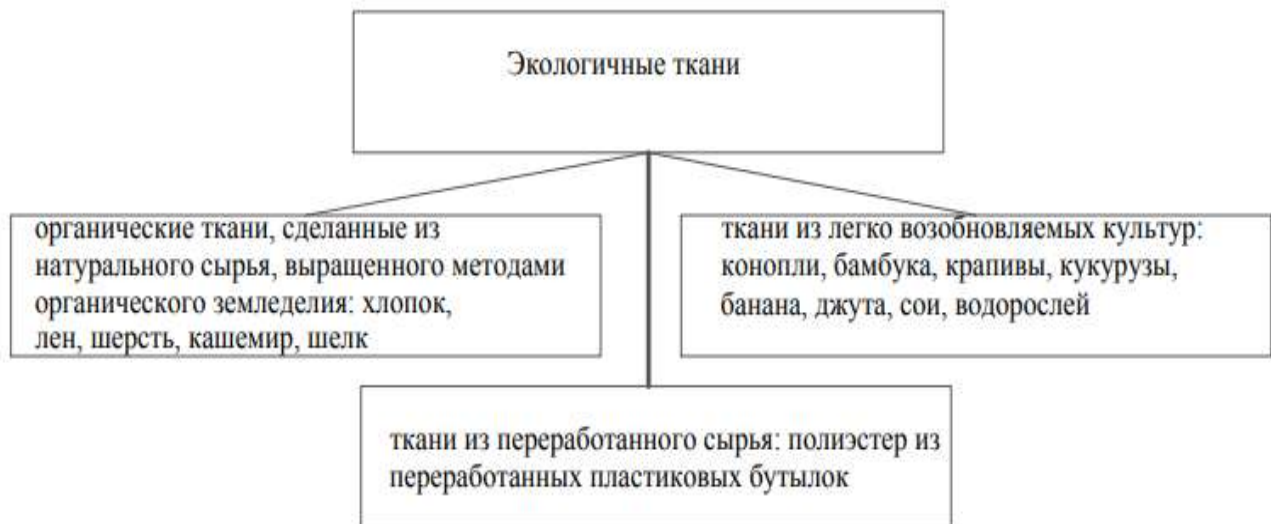 Экологичные ткани
органические ткани, сделанные из
натурального сырья, выращенного методами
органического земледелия: хлопок,
лен, шерсть, кашемир, шелк
ткани из легко возобновляемых культур:
конопли, бамбука, крапивы, кукурузы,
банана, джута, сои, водорослей
ткани из переработанного сырья: полиэстер из
переработанных пластиковых бутылок